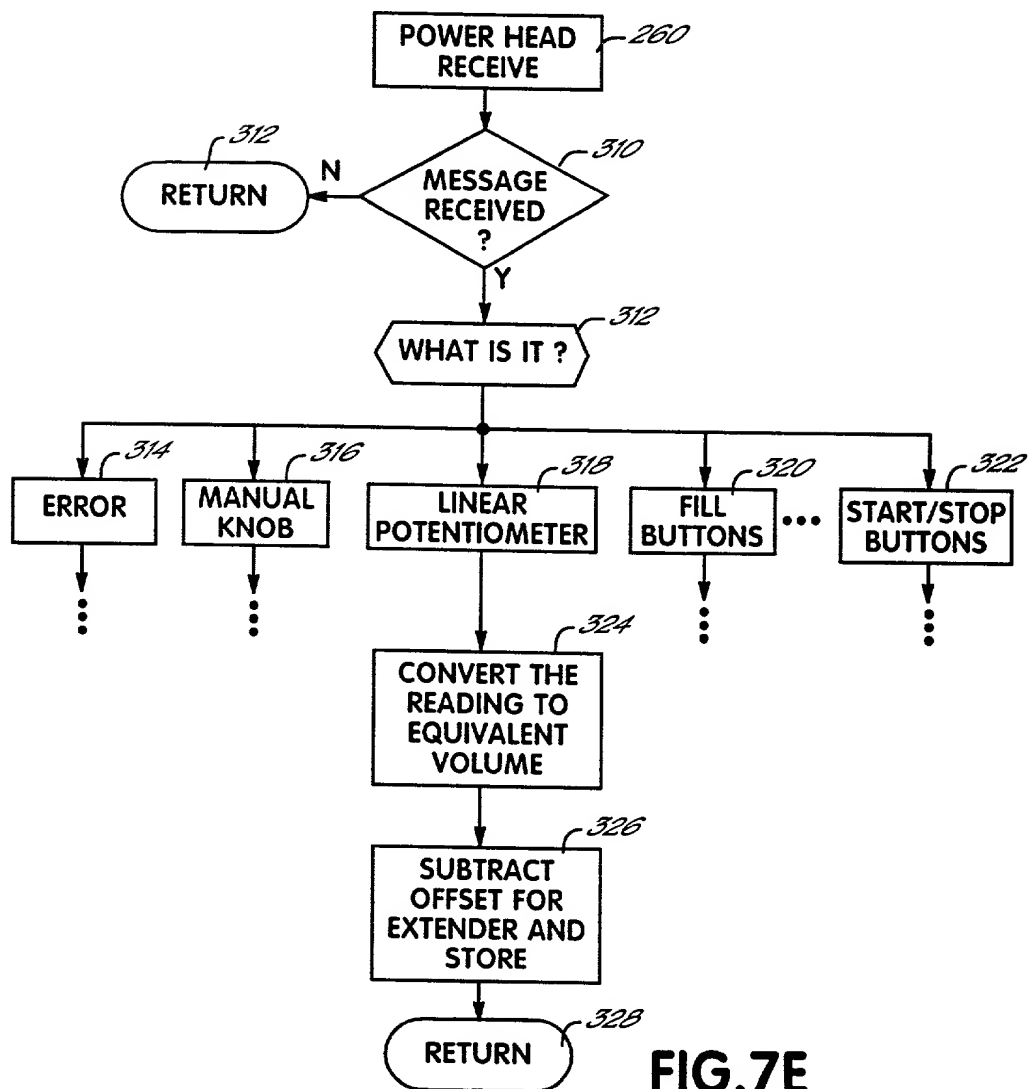 POWER HEAD
RECEIVE
260
312
RETURN
N
310
MESSAGE
RECEIVED
?
Y
312
WHAT IS IT ?
314
ERROR
316
MANUAL
KNOB
318
LINEAR
POTENTIOMETER
320
FILL
BUTTONS
322
START/STOP
BUTTONS
324
CONVERT THE
READING TO
EQUIVALENT
VOLUME
326
SUBTRACT
OFFSET FOR
EXTENDER AND
STORE
328
RETURN
FIG.7E